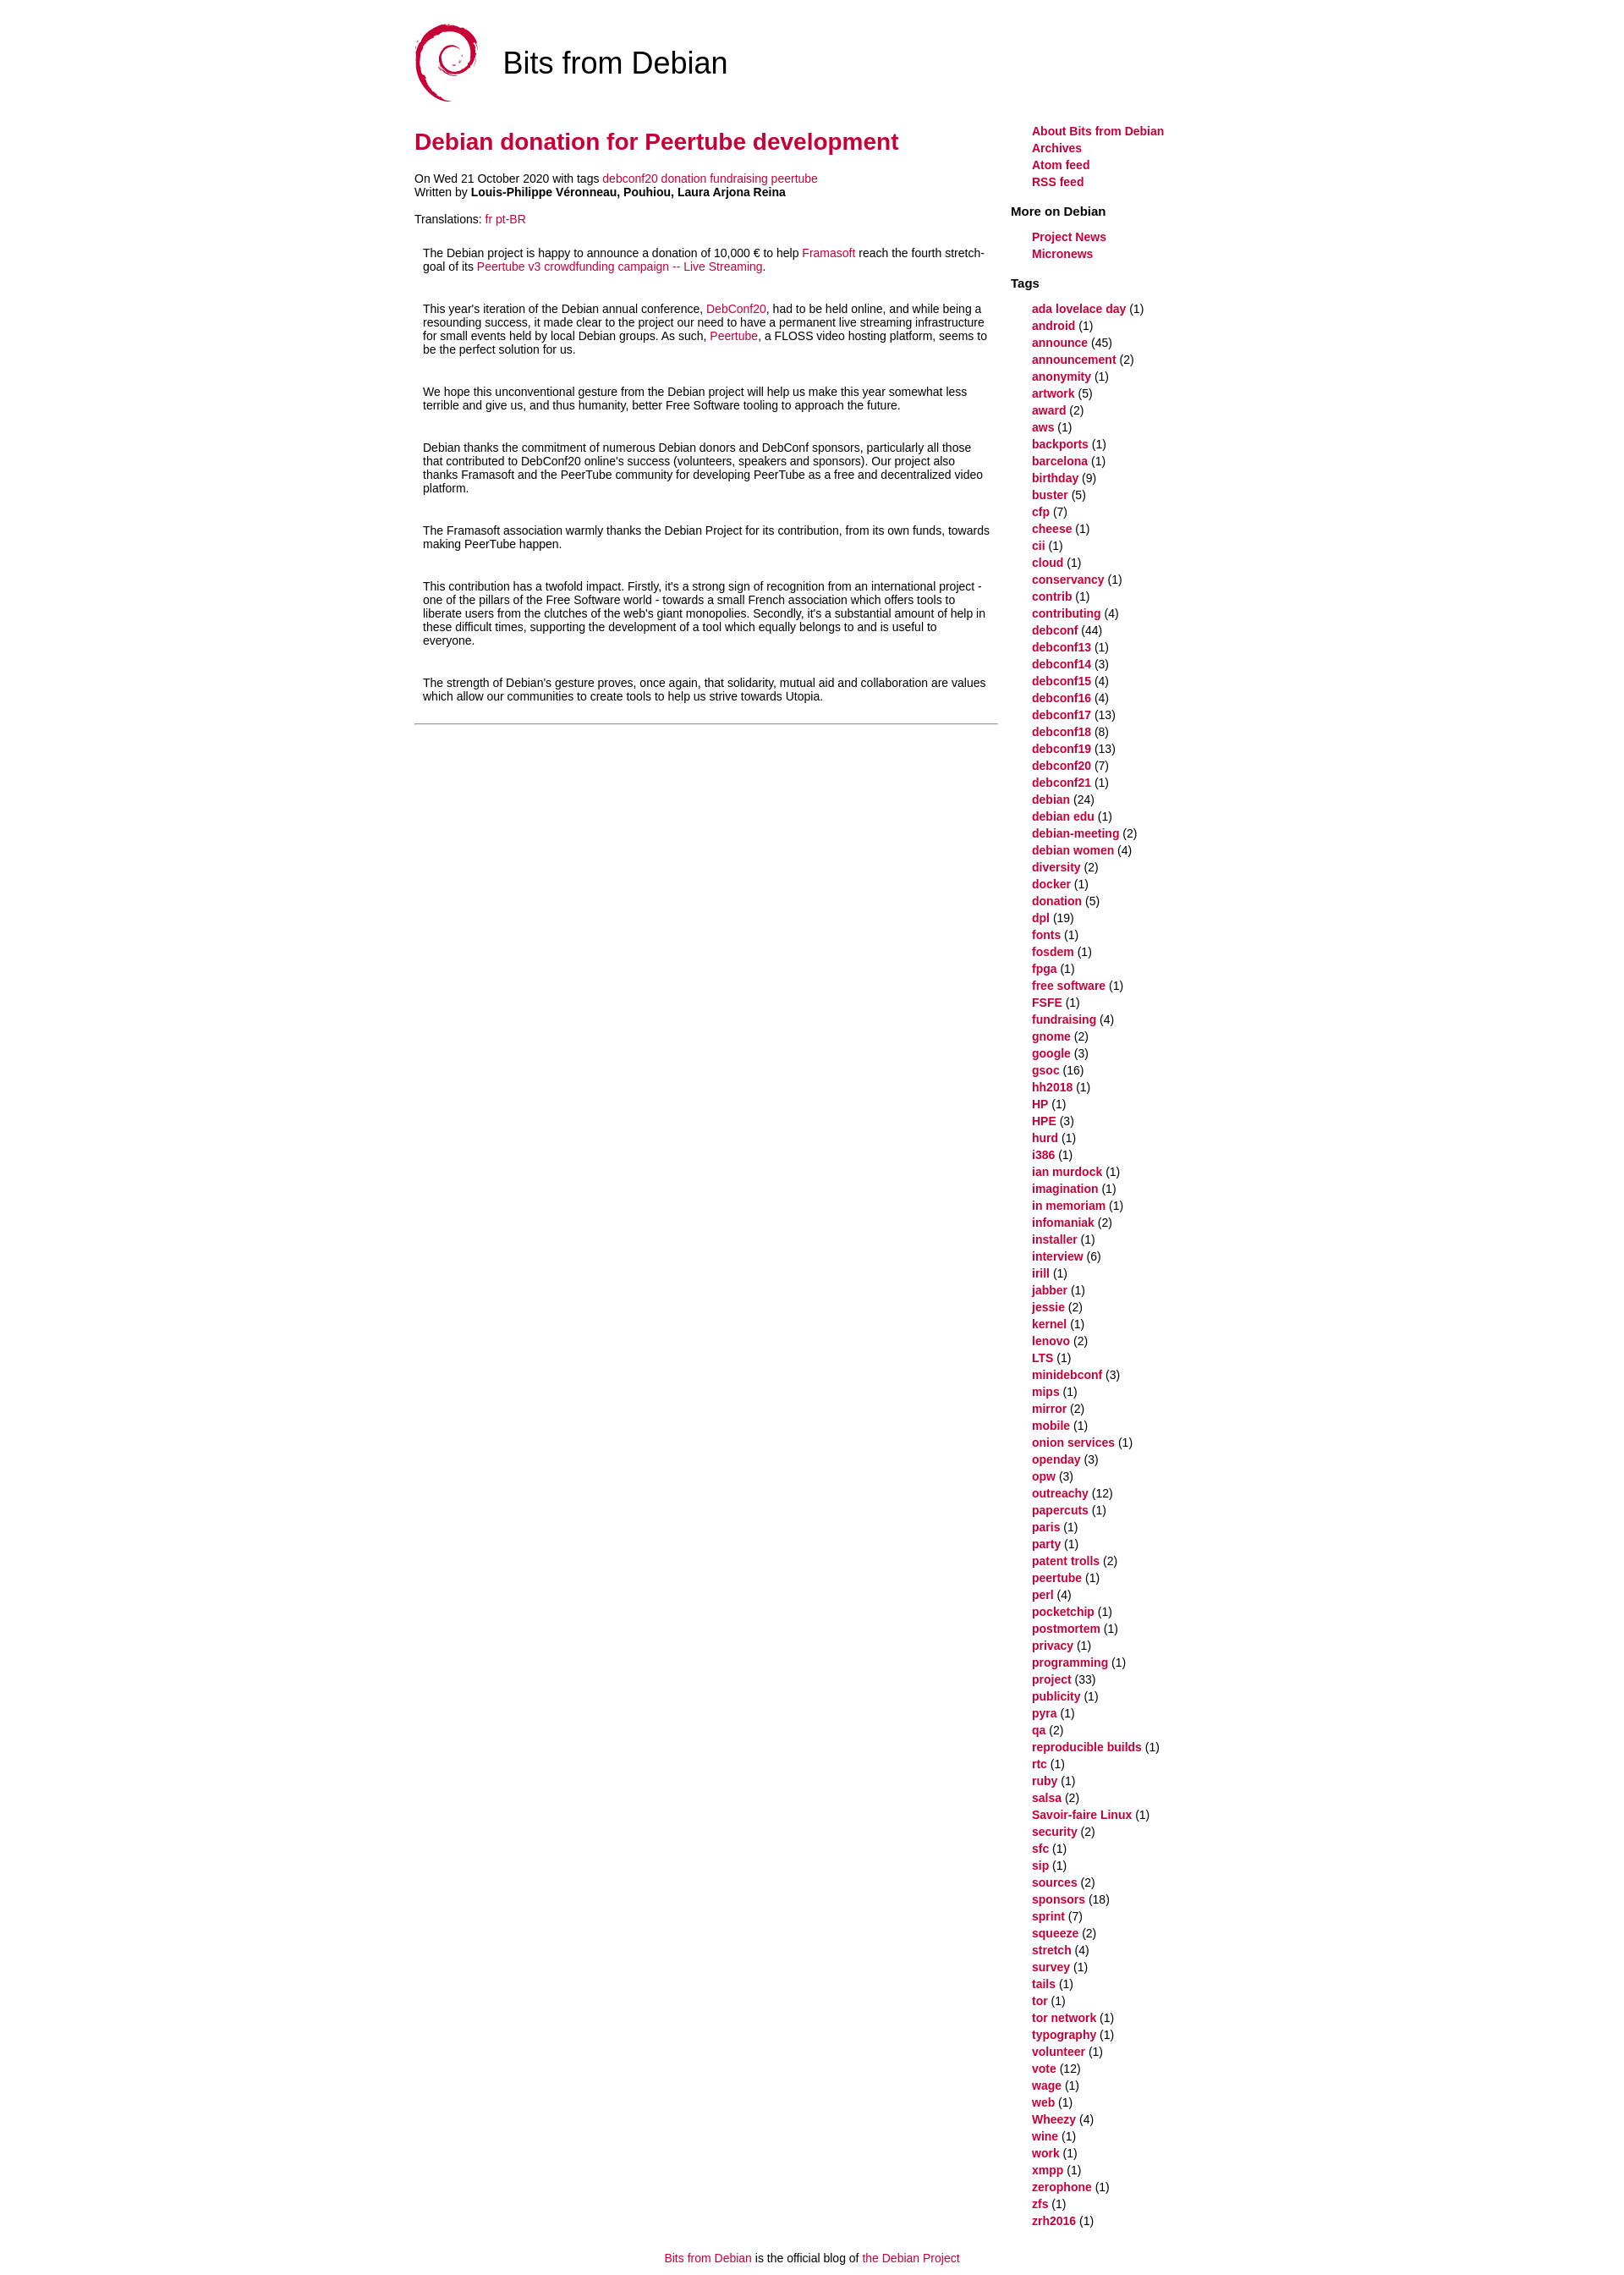 Bits from Debian
Debian donation for Peertube development
On Wed 21 October 2020 with tags debconf20 donation fundraising peertube
Written by Louis-Philippe Véronneau, Pouhiou, Laura Arjona Reina
Translations: fr pt-BR
The Debian project is happy to announce a donation of 10,000 € to help Framasoft reach the fourth stretch-
goal of its Peertube v3 crowdfunding campaign -- Live Streaming.
This year's iteration of the Debian annual conference, DebConf20, had to be held online, and while being a
resounding success, it made clear to the project our need to have a permanent live streaming infrastructure
for small events held by local Debian groups. As such, Peertube, a FLOSS video hosting platform, seems to
be the perfect solution for us.
We hope this unconventional gesture from the Debian project will help us make this year somewhat less
terrible and give us, and thus humanity, better Free Software tooling to approach the future.
Debian thanks the commitment of numerous Debian donors and DebConf sponsors, particularly all those
that contributed to DebConf20 online's success (volunteers, speakers and sponsors). Our project also
thanks Framasoft and the PeerTube community for developing PeerTube as a free and decentralized video
platform.
The Framasoft association warmly thanks the Debian Project for its contribution, from its own funds, towards
making PeerTube happen.
This contribution has a twofold impact. Firstly, it's a strong sign of recognition from an international project -
one of the pillars of the Free Software world - towards a small French association which offers tools to
liberate users from the clutches of the web's giant monopolies. Secondly, it's a substantial amount of help in
these difficult times, supporting the development of a tool which equally belongs to and is useful to
everyone.
The strength of Debian's gesture proves, once again, that solidarity, mutual aid and collaboration are values
which allow our communities to create tools to help us strive towards Utopia.
About Bits from Debian
Archives
Atom feed
RSS feed
More on Debian
Project News
Micronews
Tags
ada lovelace day (1)
android (1)
announce (45)
announcement (2)
anonymity (1)
artwork (5)
award (2)
aws (1)
backports (1)
barcelona (1)
birthday (9)
buster (5)
cfp (7)
cheese (1)
cii (1)
cloud (1)
conservancy (1)
contrib (1)
contributing (4)
debconf (44)
debconf13 (1)
debconf14 (3)
debconf15 (4)
debconf16 (4)
debconf17 (13)
debconf18 (8)
debconf19 (13)
debconf20 (7)
debconf21 (1)
debian (24)
debian edu (1)
debian-meeting (2)
debian women (4)
diversity (2)
docker (1)
donation (5)
dpl (19)
fonts (1)
fosdem (1)
fpga (1)
free software (1)
FSFE (1)
fundraising (4)
gnome (2)
google (3)
gsoc (16)
hh2018 (1)
HP (1)
HPE (3)
hurd (1)
i386 (1)
ian murdock (1)
imagination (1)
in memoriam (1)
infomaniak (2)
installer (1)
interview (6)
irill (1)
jabber (1)
jessie (2)
kernel (1)
lenovo (2)
LTS (1)
minidebconf (3)
mips (1)
mirror (2)
mobile (1)
onion services (1)
openday (3)
opw (3)
outreachy (12)
papercuts (1)
paris (1)
party (1)
patent trolls (2)
peertube (1)
perl (4)
pocketchip (1)
postmortem (1)
privacy (1)
programming (1)
project (33)
publicity (1)
pyra (1)
qa (2)
reproducible builds (1)
rtc (1)
ruby (1)
salsa (2)
Savoir-faire Linux (1)
security (2)
sfc (1)
sip (1)
sources (2)
sponsors (18)
sprint (7)
squeeze (2)
stretch (4)
survey (1)
tails (1)
tor (1)
tor network (1)
typography (1)
volunteer (1)
vote (12)
wage (1)
web (1)
Wheezy (4)
wine (1)
work (1)
xmpp (1)
zerophone (1)
zfs (1)
zrh2016 (1)
Bits from Debian is the official blog of the Debian Project